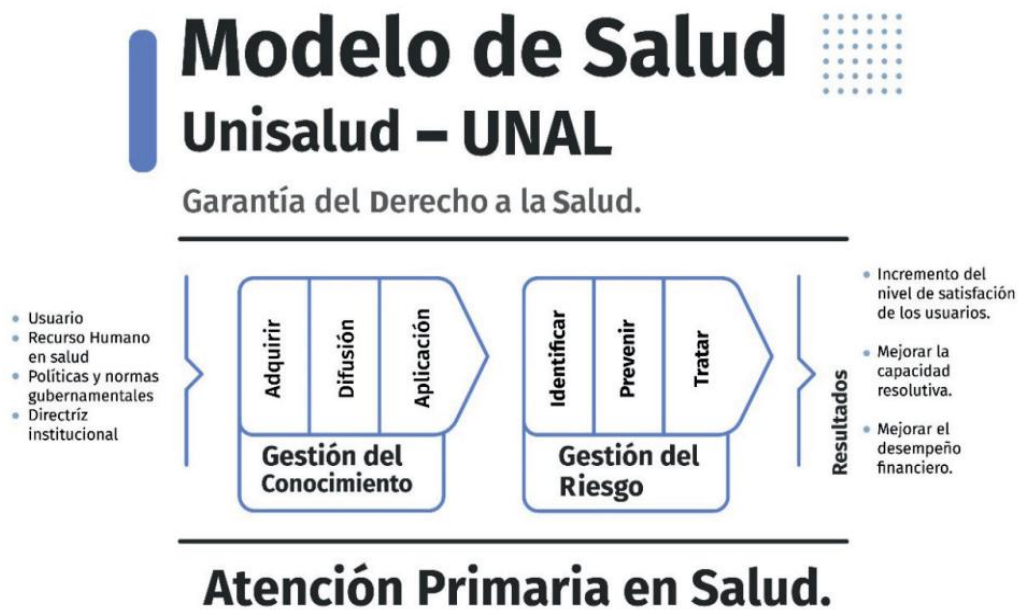 Modelo de Salud
Unisalud – UNAL
Garantía del Derecho a la Salud.
• Usuario
• Recurso Humano
en salud
• Políticas y normas
gubernamentales
• Directríz
institucional
Adquirir
Difusión
Aplicación
Gestión del
Conocimiento
Identificar
Prevenir
Tratar
Gestión del
Riesgo
Resultados
• Incremento del
nivel de satisfacción
de los usuarios.
• Mejorar la
capacidad
resolutiva.
• Mejorar el
desempeño
financiero.
Atención Primaria en Salud.